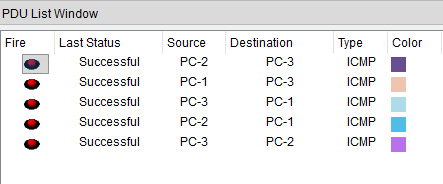 PDU List Window
Fire Last Status Source Destination Type Color
Successful PC-2 PC-3 ICMP
Successful PC-1 PC-3 ICMP
Successful PC-3 PC-1 ICMP
Successful PC-2 PC-1 ICMP
Successful PC-3 PC-2 ICMP